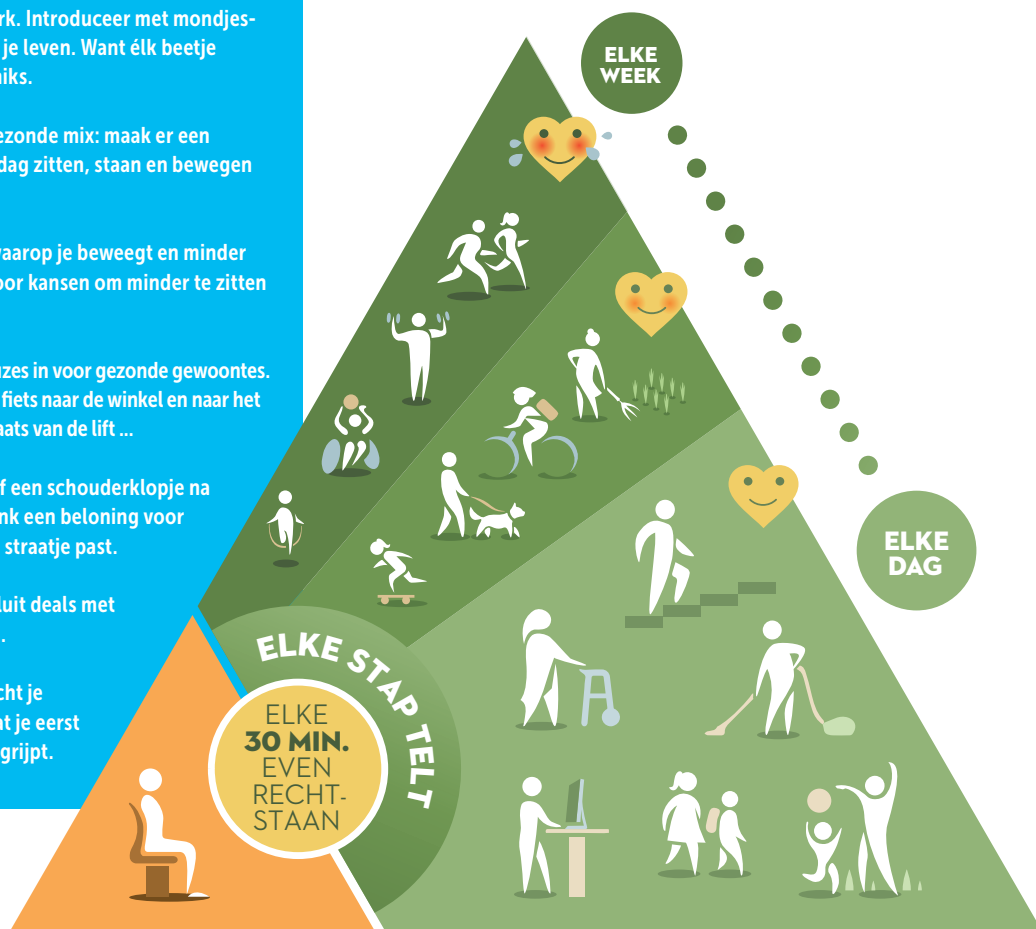 rk. Introduceer met mondjes-
je leven. Want élk beetje
niks.
ezonde mix: maak er een
dag zitten, staan en bewegen
waarop je beweegt en minder
oor kansen om minder te zitten
uzes in voor gezonde gewoontes.
fiets naar de winkel en naar het
aats van de lift ...
f een schouderklopje na
nk een beloning voor
straatje past.
luit deals met
.
cht je
at je eerst
grijpt.
ELKE
WEEK
ELKE
DAG
ELKE STAP TELT
ELKE
30 MIN.
EVEN
RECHT-
STAAN